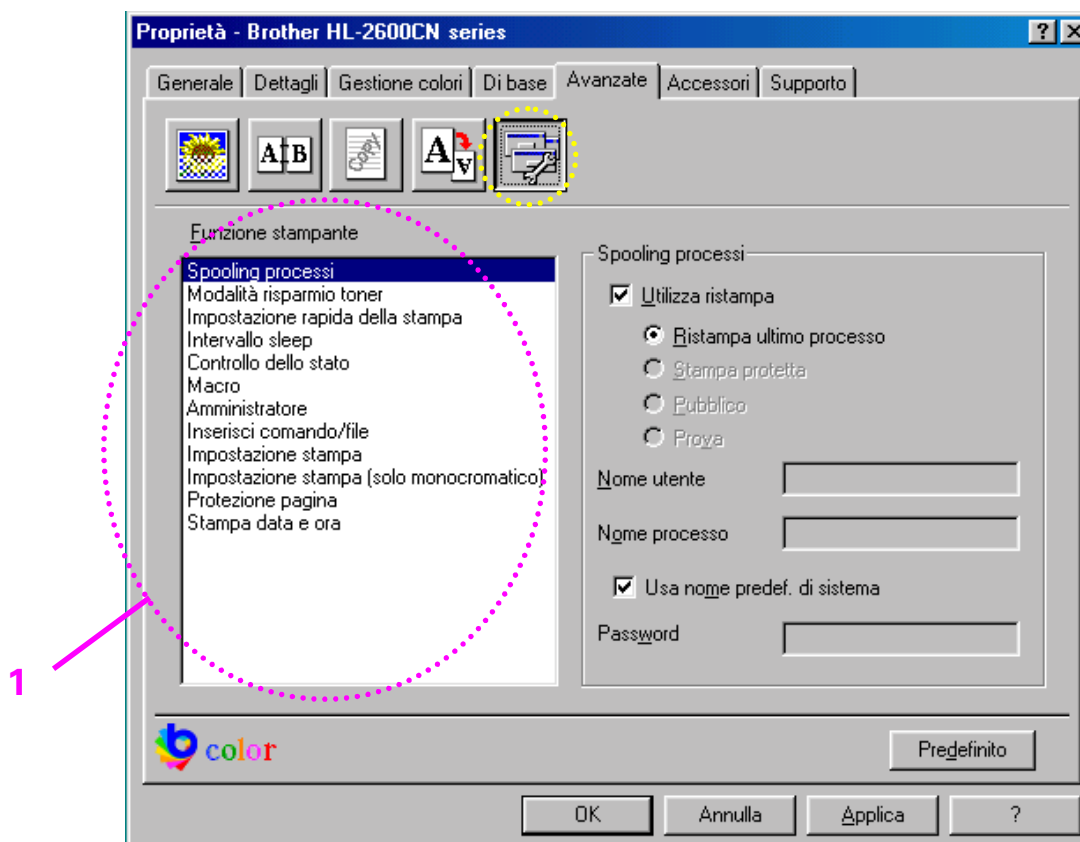 Proprietà - Brother HL-2600CN series
Generale Dettagli Gestione colori Di base Avanzate Accessori Supporto
A B COPY A A
Funzione stampante
Spooling processi
Modalità risparmio toner
Impostazione rapida della stampa
Intervallo sleep
Controllo dello stato
Macro
Amministratore
Inserisci comando/file
Impostazione stampa
Impostazione stampa (solo monocromatico)
Protezione pagina
Stampa data e ora
Spooling processi
Utilizza ristampa
Ristampa ultimo processo
Stampa protetta
Pubblico
Prova
Nome utente
Nome processo
Usa nome predef. di sistema
Password
1
b color
Predefinito
OK Annulla Applica ?